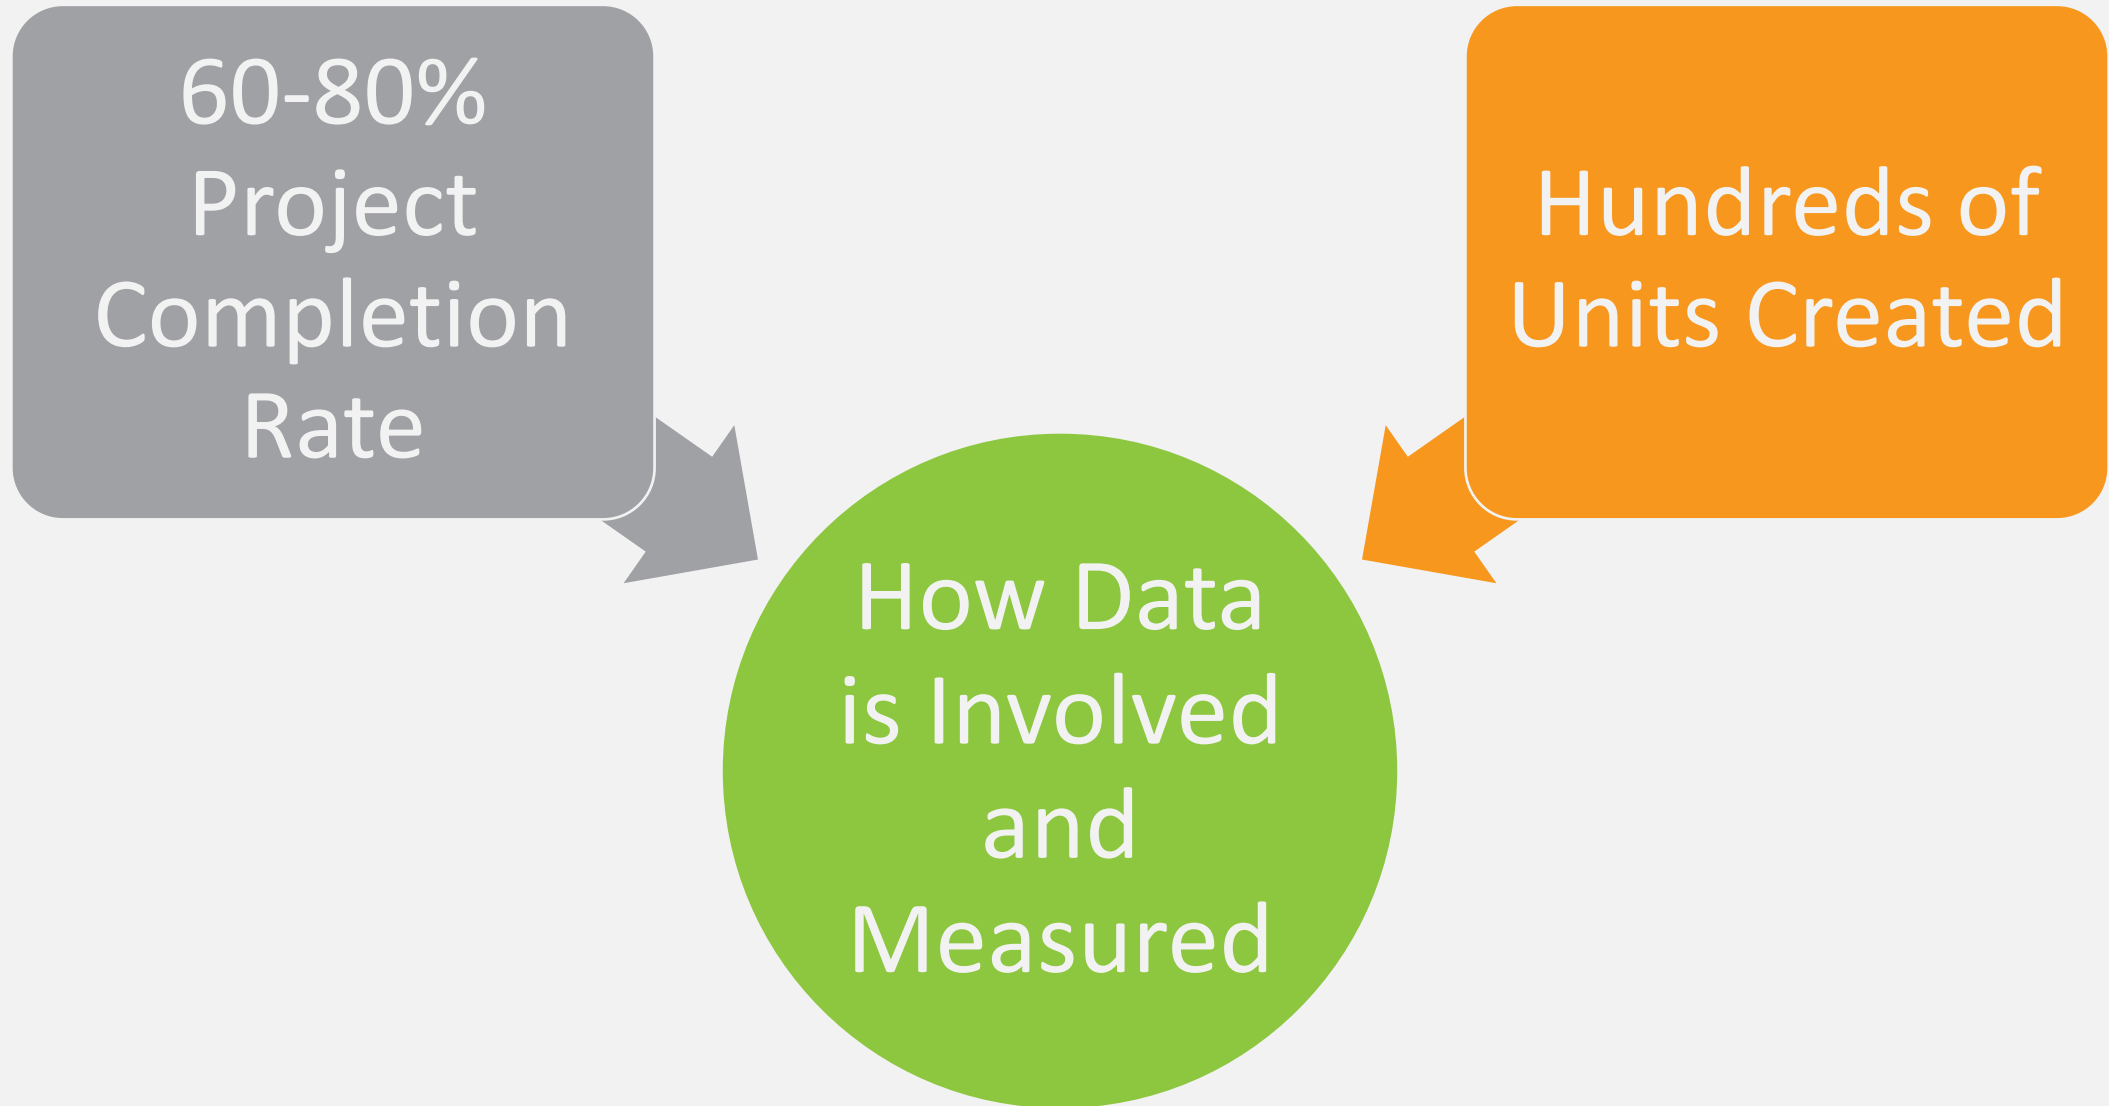 60-80%
Project
Completion
Rate
Hundreds of
Units Created
How Data
is Involved
and
Measured